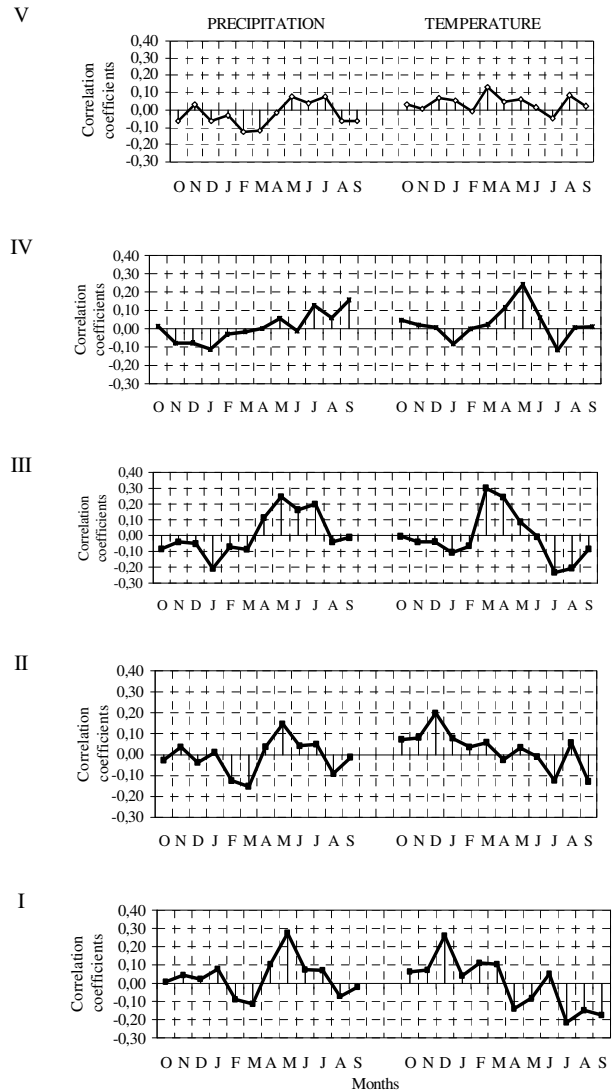 V
PRECIPITATION TEMPERATURE
Correlation
coefficients
0,40
0,30
0,20
0,10
0,00
-0,10
-0,20
-0,30
O N D J F M A M J J A S O N D J F M A M J J A S
IV
Correlation
coefficients
0,40
0,30
0,20
0,10
0,00
-0,10
-0,20
-0,30
O N D J F M A M J J A S O N D J F M A M J J A S
III
Correlation
coefficients
0,40
0,30
0,20
0,10
0,00
-0,10
-0,20
-0,30
O N D J F M A M J J A S O N D J F M A M J J A S
II
Correlation
coefficients
0,40
0,30
0,20
0,10
0,00
-0,10
-0,20
-0,30
O N D J F M A M J J A S O N D J F M A M J J A S
I
Correlation
coefficients
0,40
0,30
0,20
0,10
0,00
-0,10
-0,20
-0,30
O N D J F M A M J J A S O N D J F M A M J J A S
Months